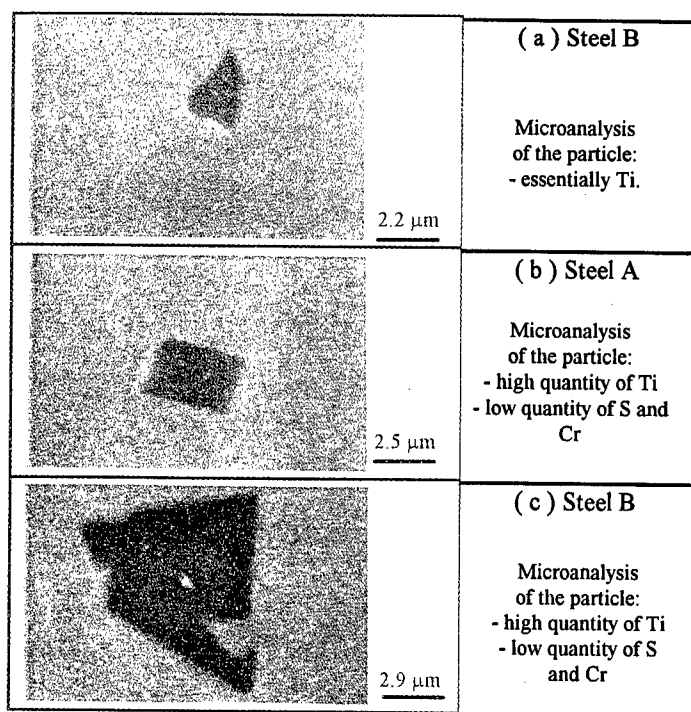 ( a ) Steel B
Microanalysis
of the particle:
- essentially Ti.
2.2 μm
( b ) Steel A
Microanalysis
of the particle:
- high quantity of Ti
- low quantity of S and
Cr
2.5 μm
( c ) Steel B
Microanalysis
of the particle:
- high quantity of Ti
- low quantity of S
and Cr
2.9 μm